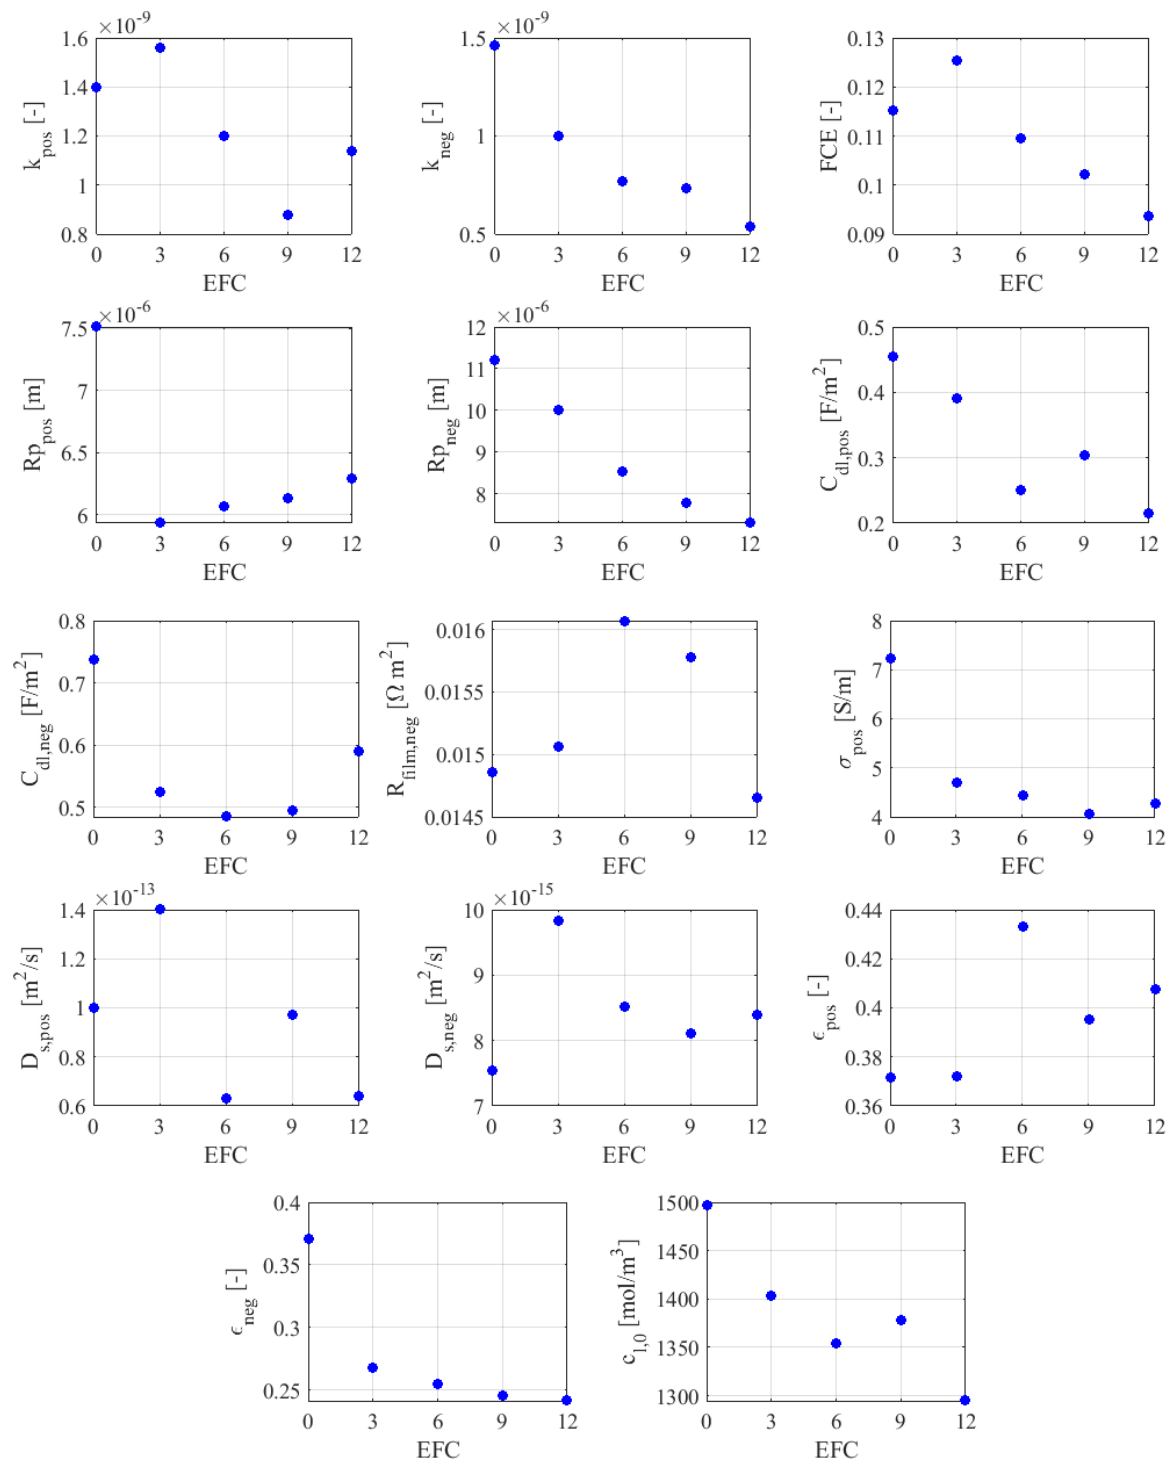 ×10⁻⁹ ×10⁻⁹
1.6 1.5 0.13
1.4 0.12
1.2 1 0.11
1 0.1
0.8 0.5 0.09
k_pos [-] k_neg [-] FCE [-]
0 3 6 9 12 0 3 6 9 12 0 3 6 9 12
EFC EFC EFC
×10⁻⁶ ×10⁻⁶
7.5 12 0.5
7 10 0.4
6.5 8 0.3
6 0.2
Rp_pos [m] Rp_neg [m] C_dl,pos [F/m²]
0 3 6 9 12 0 3 6 9 12 0 3 6 9 12
EFC EFC EFC
0.8 0.016 8
0.7 0.0155 7
0.6 0.015 6
0.5 0.0145 5
4
C_dl,neg [F/m²] R_film,neg [Ω m²] σ_pos [S/m]
0 3 6 9 12 0 3 6 9 12 0 3 6 9 12
EFC EFC EFC
×10⁻¹³ ×10⁻¹⁵
1.4 10 0.44
1.2 9 0.42
1 8 0.4
0.8 7 0.38
0.6 0.36
D_s,pos [m²/s] D_s,neg [m²/s] ϵ_pos [-]
0 3 6 9 12 0 3 6 9 12 0 3 6 9 12
EFC EFC EFC
0.4 1500
0.35 1450
0.3 1400
0.25 1350
1300
ϵ_neg [-] c_l,0 [mol/m³]
0 3 6 9 12 0 3 6 9 12
EFC EFC